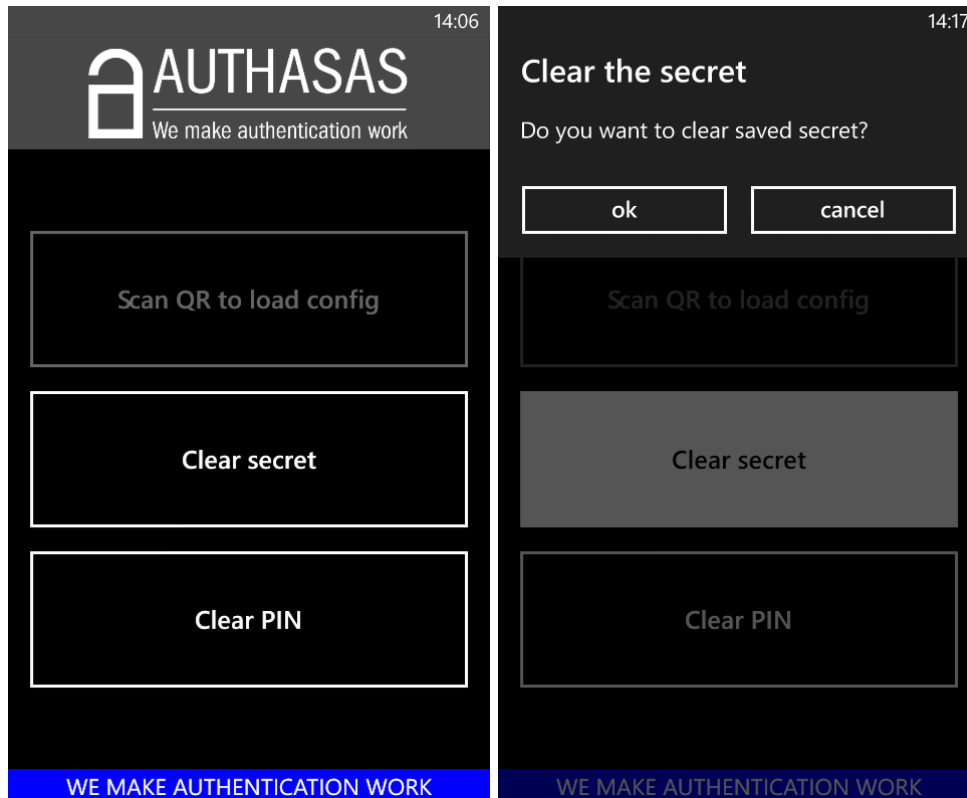 14:06
AUTHASAS
We make authentication work
Scan QR to load config
Clear secret
Clear PIN
WE MAKE AUTHENTICATION WORK
14:17
Clear the secret
Do you want to clear saved secret?
ok
cancel
Scan QR to load config
Clear secret
Clear PIN
WE MAKE AUTHENTICATION WORK